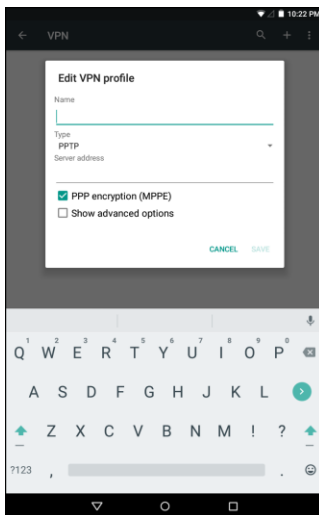 10:22 PM
VPN
Edit VPN profile
Name
Type
PPTP
Server address
PPP encryption (MPPE)
Show advanced options
CANCEL SAVE
1 2 3 4 5 6 7 8 9 0
Q W E R T Y U I O P
A S D F G H J K L
Z X C V B N M ! ?
?123 , .